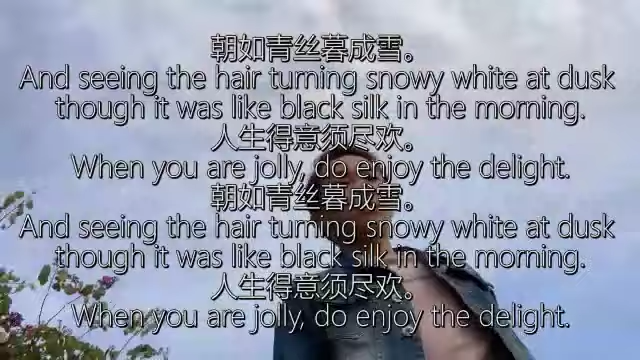 朝如青丝暮成雪。
And seeing the hair turning snowy white at dusk
though it was like black silk in the morning.
人生得意须尽欢。
When you are jolly, do enjoy the delight.
朝如青丝暮成雪。
And seeing the hair turning snowy white at dusk
though it was like black silk in the morning.
人生得意须尽欢。
When you are jolly, do enjoy the delight.